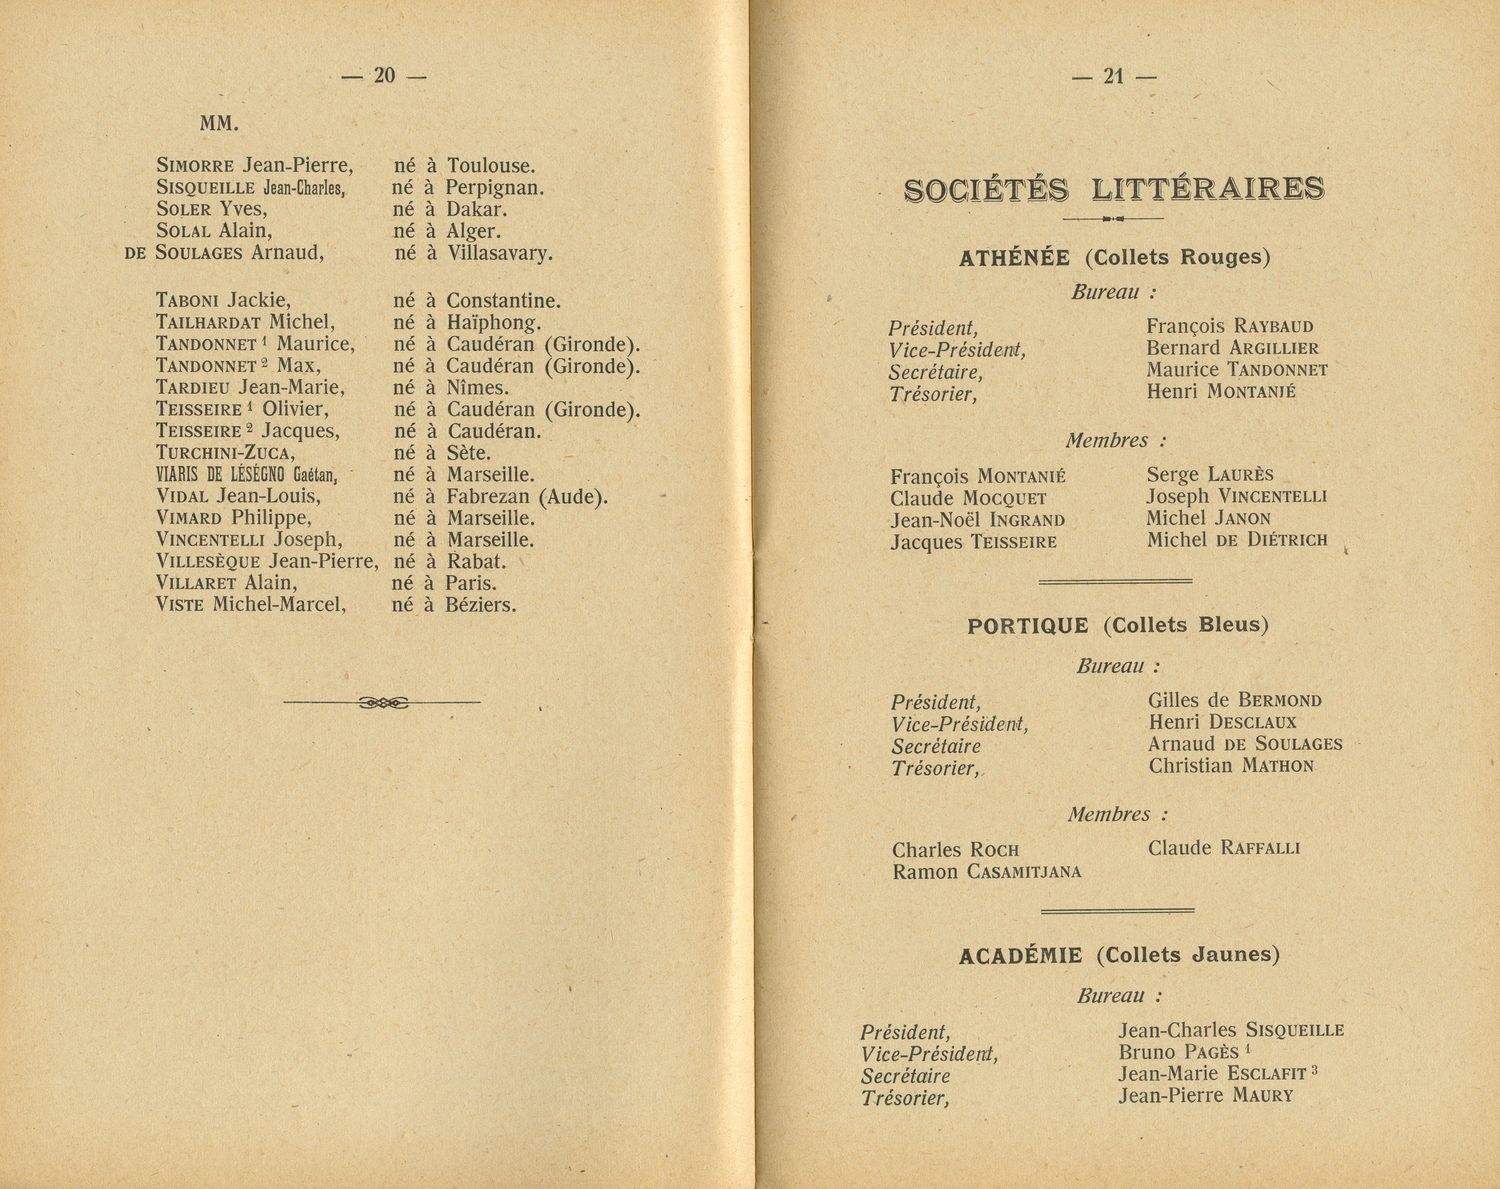 — 20 —
MM.
SIMORRE Jean-Pierre, né à Toulouse.
SISQUEILLE Jean-Charles, né à Perpignan.
SOLER Yves, né à Dakar.
SOLAL Alain, né à Alger.
DE SOULAGES Arnaud, né à Villasavary.
TABONI Jackie, né à Constantine.
TAILHARDAT Michel, né à Haïphong.
TANDONNET 1 Maurice, né à Caudéran (Gironde).
TANDONNET 2 Max, né à Caudéran (Gironde).
TARDIEU Jean-Marie, né à Nîmes.
TEISSEIRE 1 Olivier, né à Caudéran (Gironde).
TEISSEIRE 2 Jacques, né à Caudéran.
TURCHINI-ZUCA, né à Sète.
VIARIS DE LÉSÉGNO Gaétan, né à Marseille.
VIDAL Jean-Louis, né à Fabrezan (Aude).
VIMARD Philippe, né à Marseille.
VINCENTELLI Joseph, né à Marseille.
VILLESÈQUE Jean-Pierre, né à Rabat.
VILLARET Alain, né à Paris.
VISTE Michel-Marcel, né à Béziers.
— 21 —
SOCIÉTÉS LITTÉRAIRES
ATHÉNÉE (Collets Rouges)
Bureau :
Président, François RAYBAUD
Vice-Président, Bernard ARGILLIER
Secrétaire, Maurice TANDONNET
Trésorier, Henri MONTANIÉ
Membres :
François MONTANIÉ Serge LAURÈS
Claude MOCQUET Joseph VINCENTELLI
Jean-Noël INGRAND Michel JANON
Jacques TEISSEIRE Michel DE DIÉTRICH
PORTIQUE (Collets Bleus)
Bureau :
Président, Gilles de BERMOND
Vice-Président, Henri DESCLAUX
Secrétaire Arnaud DE SOULAGES
Trésorier, Christian MATHON
Membres :
Charles ROCH Claude RAFFALLI
Ramon CASAMITJANA
ACADÉMIE (Collets Jaunes)
Bureau :
Président, Jean-Charles SISQUEILLE
Vice-Président, Bruno PAGÈS 1
Secrétaire Jean-Marie ESCLAFIT 3
Trésorier, Jean-Pierre MAURY